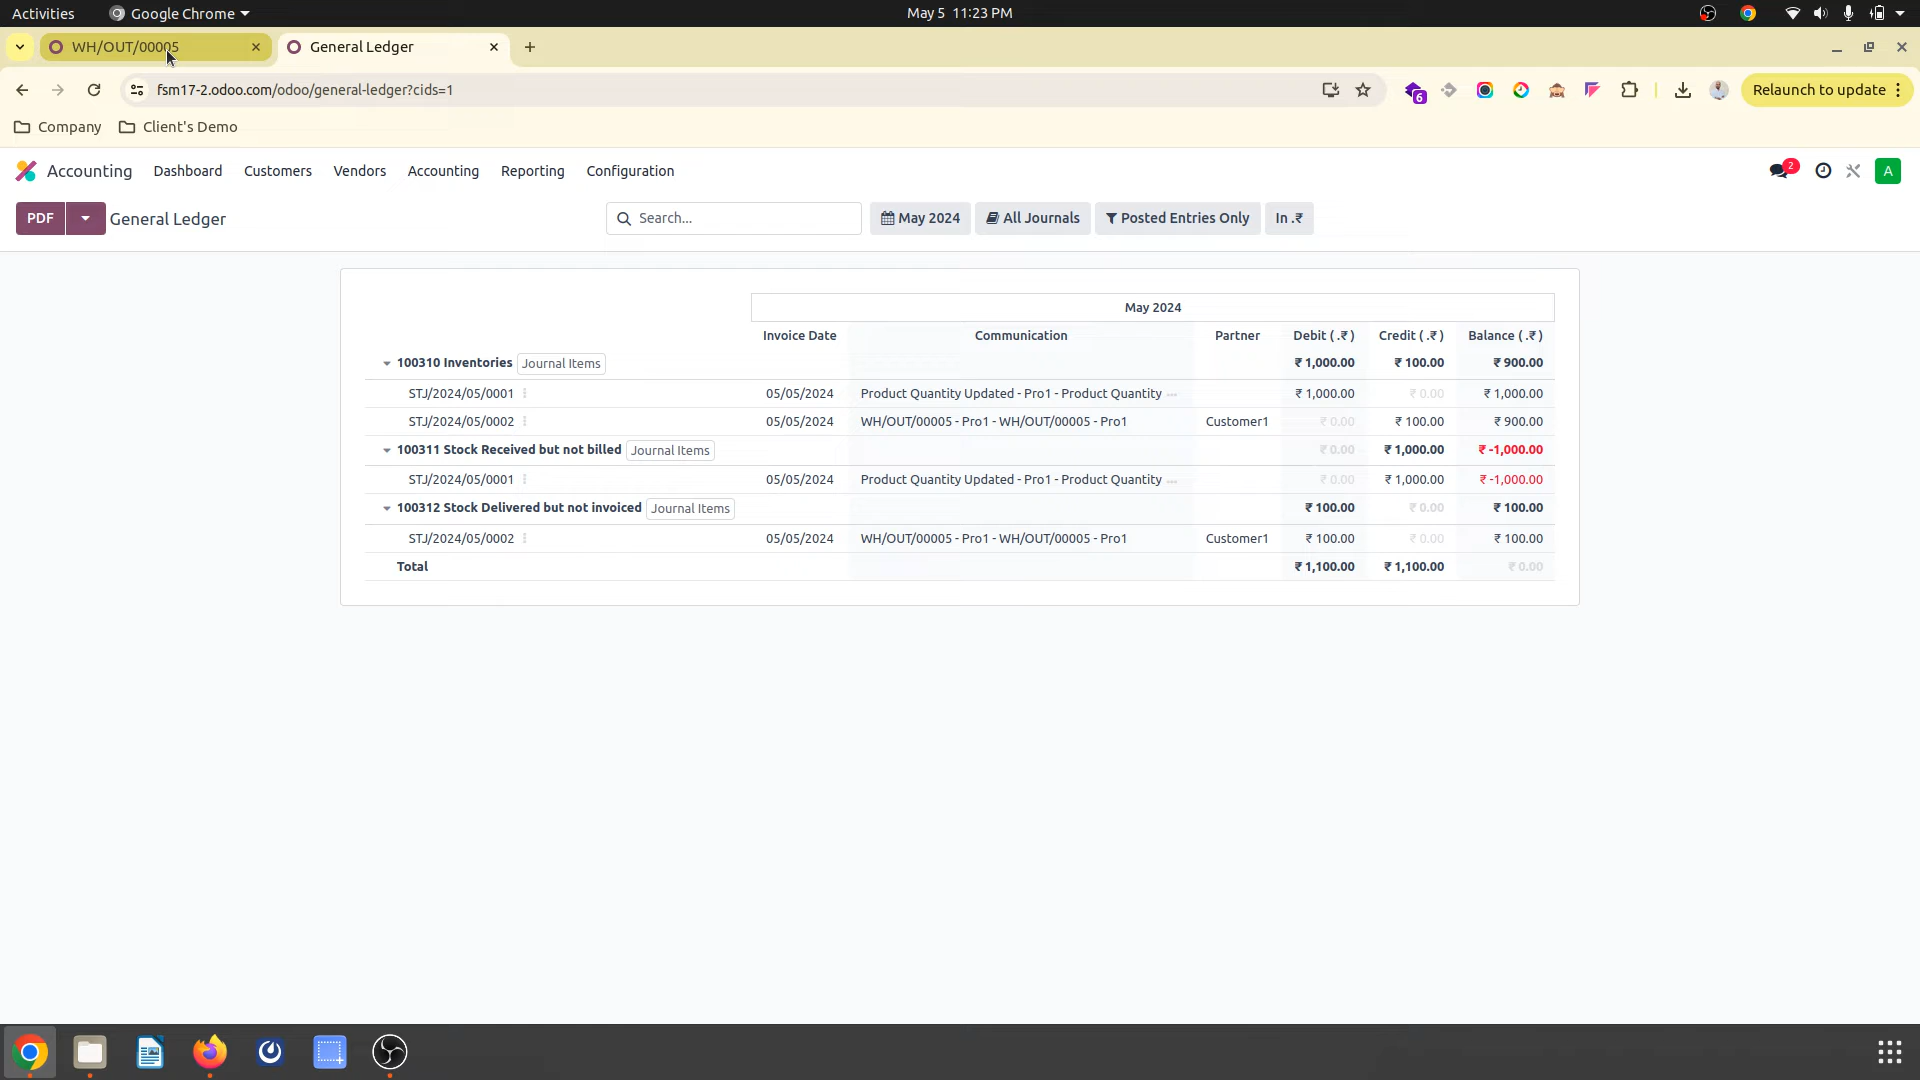 Activities Google Chrome May 5 11:23 PM
WH/OUT/00005 General Ledger
fsm17-2.odoo.com/odoo/general-ledger?cids=1 6 Relaunch to update
Company Client's Demo
Accounting Dashboard Customers Vendors Accounting Reporting Configuration 2 A
PDF General Ledger Search... May 2024 All Journals Posted Entries Only In .₹
May 2024
Invoice Date Communication Partner Debit ( .₹ ) Credit ( .₹ ) Balance ( .₹ )
100310 Inventories Journal Items ₹ 1,000.00 ₹ 100.00 ₹ 900.00
STJ/2024/05/0001 05/05/2024 Product Quantity Updated - Pro1 - Product Quantity ... ₹ 1,000.00 ₹ 0.00 ₹ 1,000.00
STJ/2024/05/0002 05/05/2024 WH/OUT/00005 - Pro1 - WH/OUT/00005 - Pro1 Customer1 ₹ 0.00 ₹ 100.00 ₹ 900.00
100311 Stock Received but not billed Journal Items ₹ 0.00 ₹ 1,000.00 ₹ -1,000.00
STJ/2024/05/0001 05/05/2024 Product Quantity Updated - Pro1 - Product Quantity ... ₹ 0.00 ₹ 1,000.00 ₹ -1,000.00
100312 Stock Delivered but not invoiced Journal Items ₹ 100.00 ₹ 0.00 ₹ 100.00
STJ/2024/05/0002 05/05/2024 WH/OUT/00005 - Pro1 - WH/OUT/00005 - Pro1 Customer1 ₹ 100.00 ₹ 0.00 ₹ 100.00
Total ₹ 1,100.00 ₹ 1,100.00 ₹ 0.00